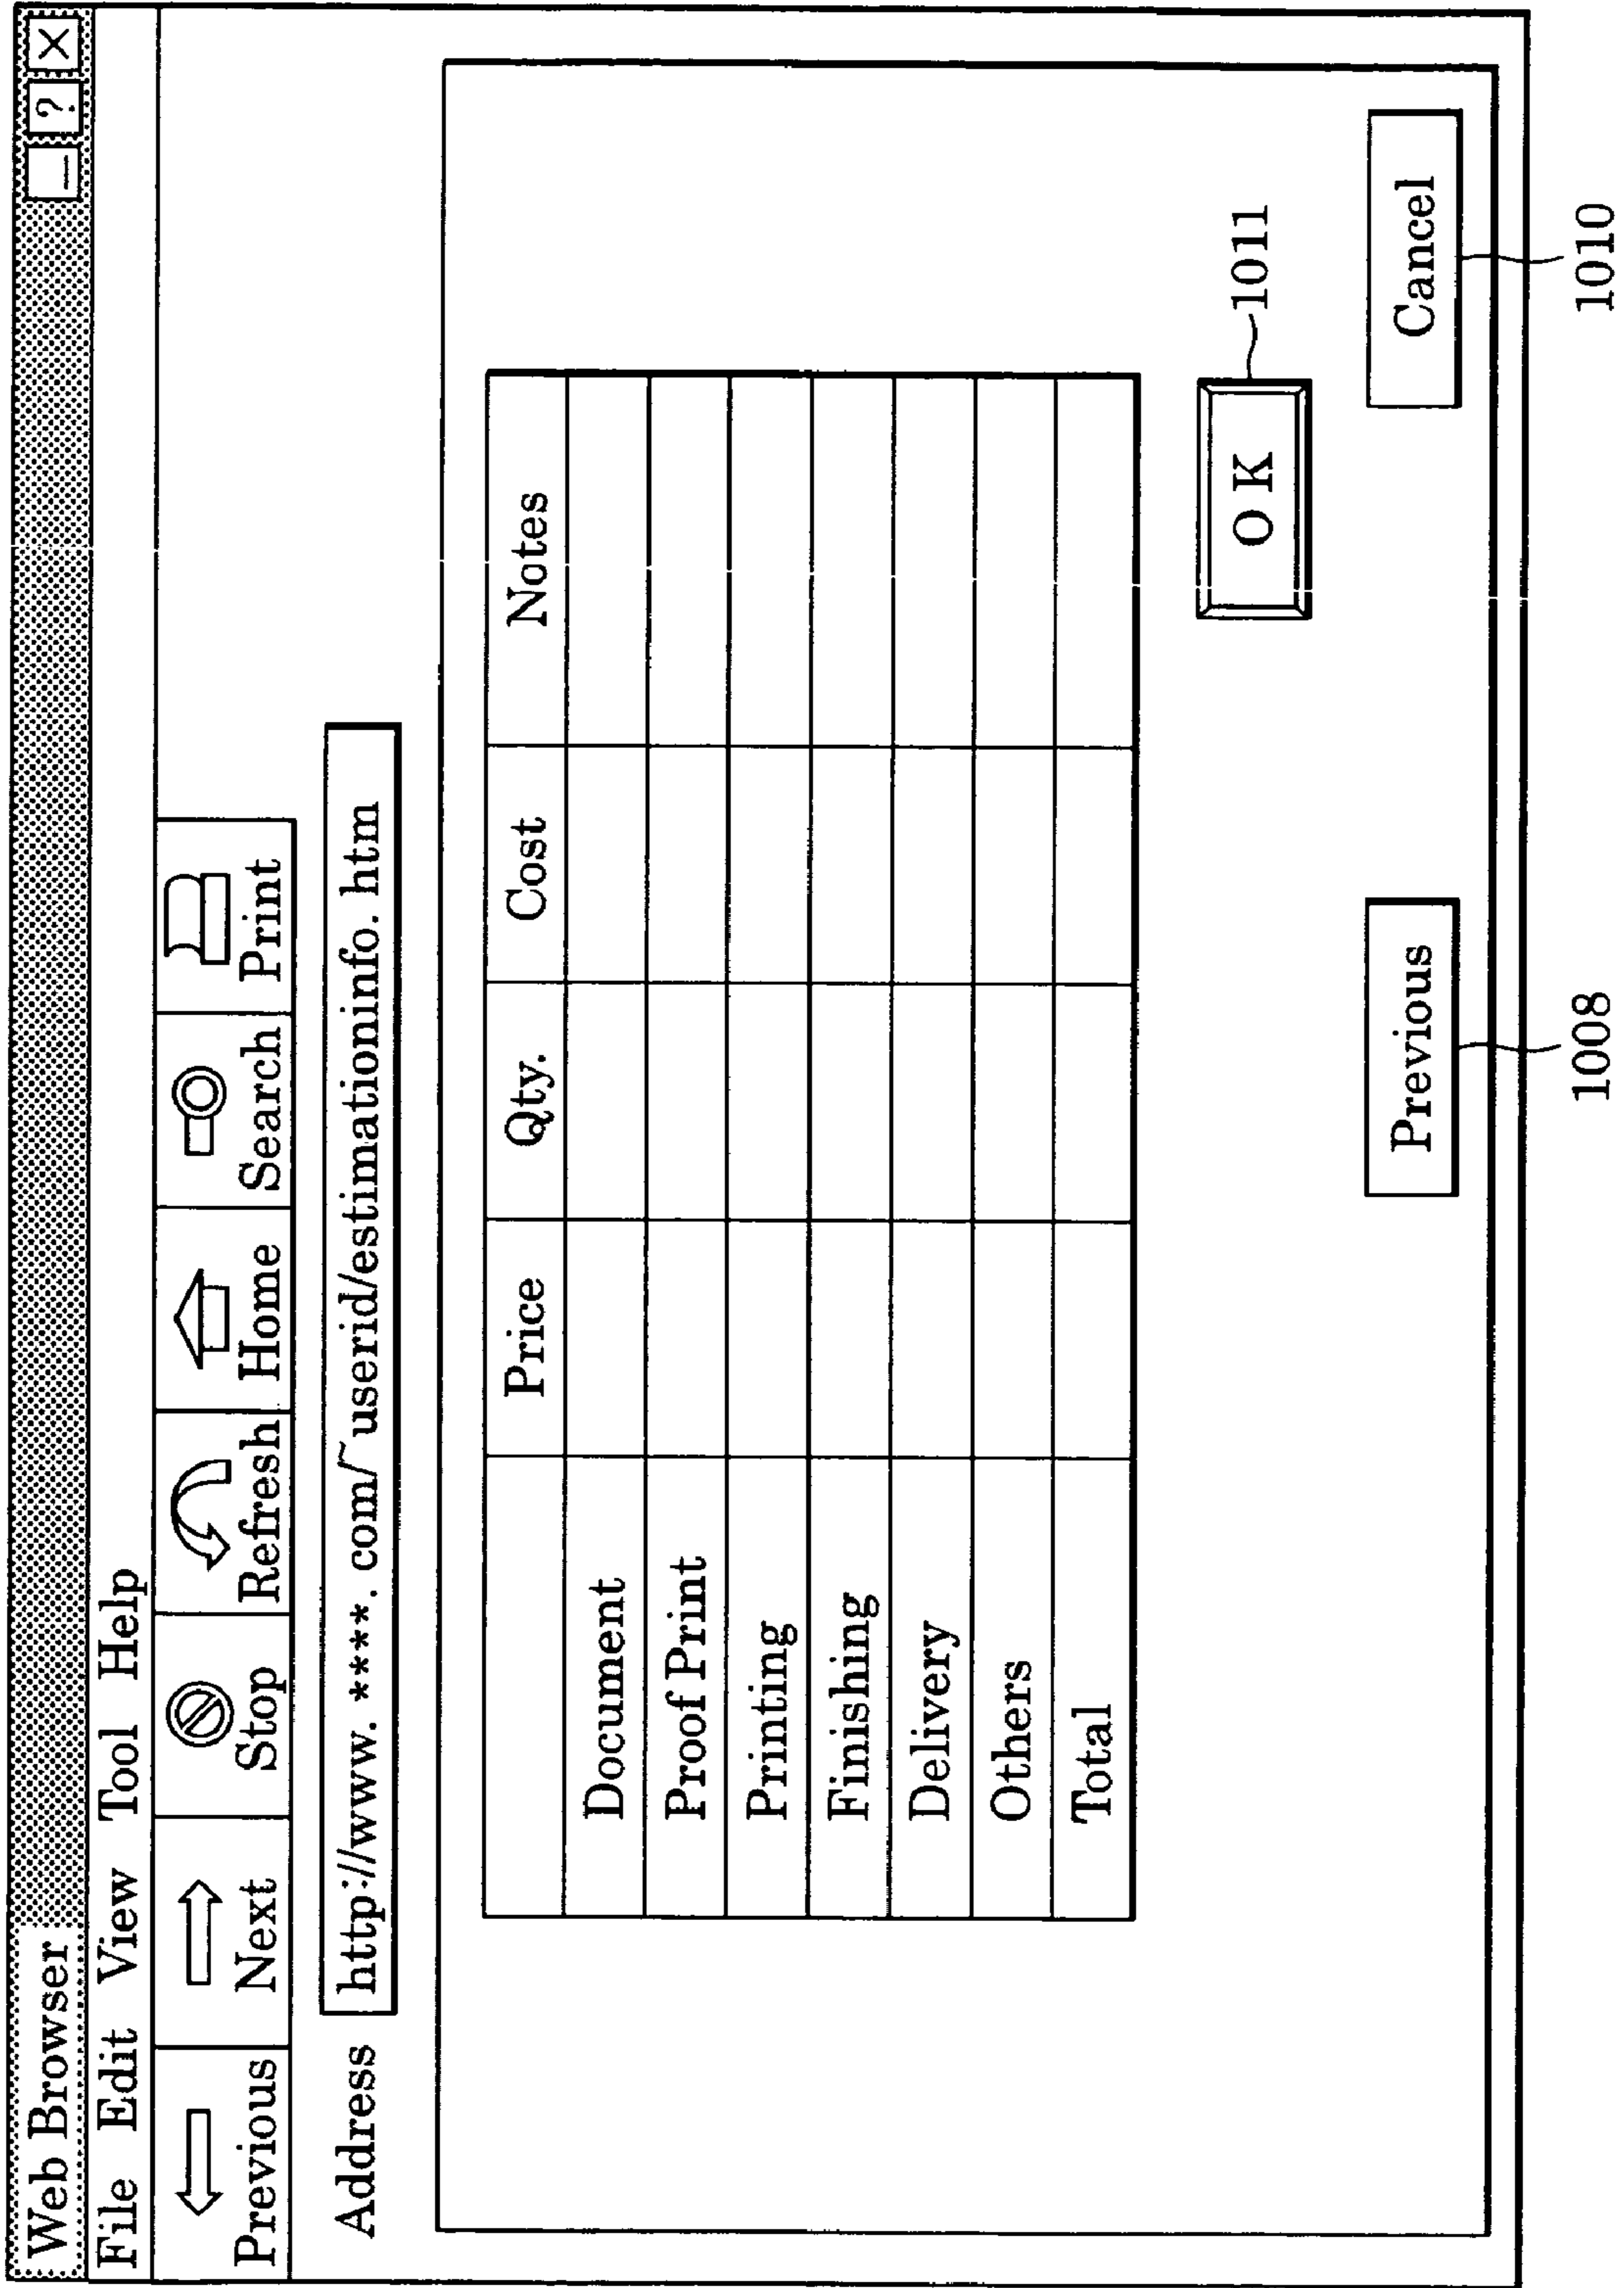 Web Browser _ ? X
File Edit View Tool Help
Previous Next Stop Refresh Home Search Print
Address http://www. ****. com/~userid/estimationinfo. htm
Price Qty. Cost Notes
Document
Proof Print
Printing
Finishing
Delivery
Others
Total
O K 1011
Previous Cancel
1008 1010